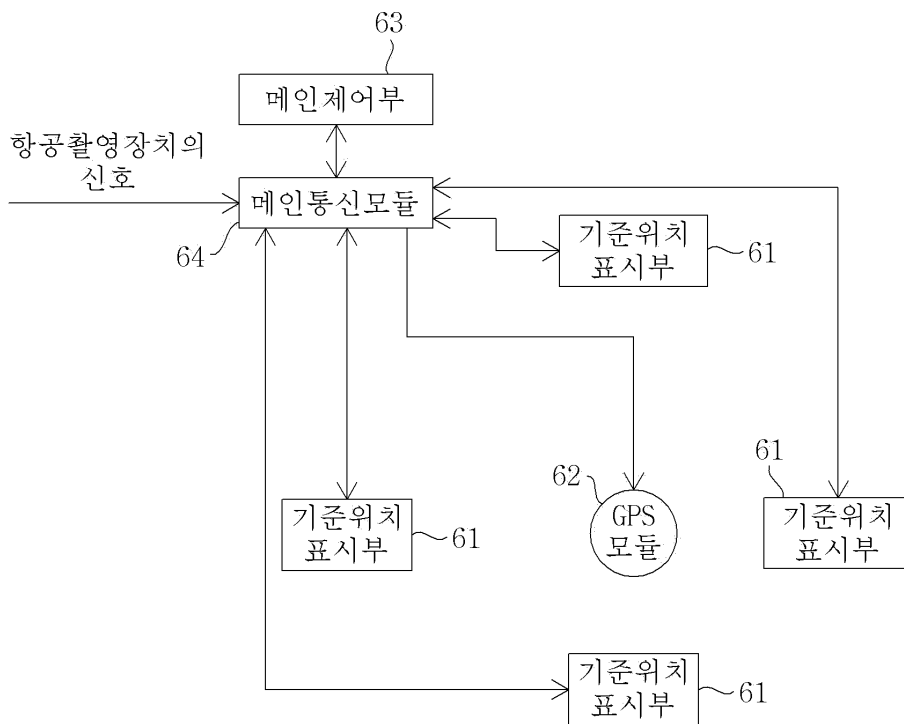 63
메인제어부
항공촬영장치의
신호
메인통신모듈
64
기준위치
표시부
61
61
62
기준위치
표시부
61
GPS
모듈
기준위치
표시부
기준위치
표시부
61